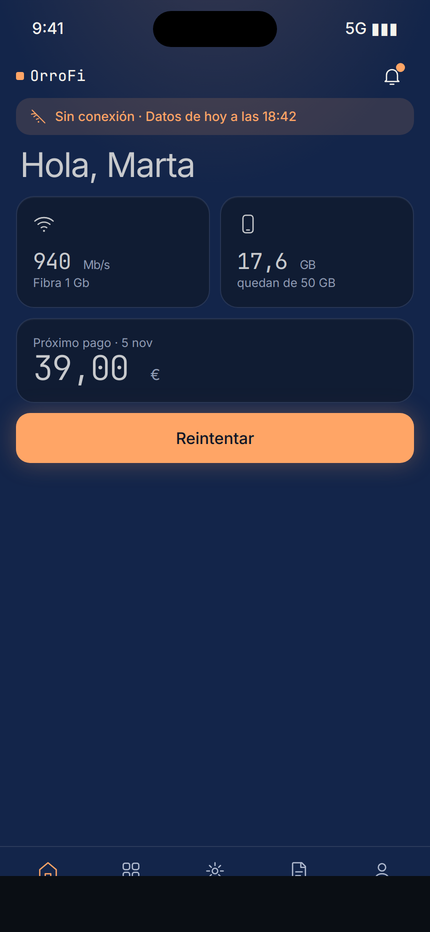 9:41
5G
OrroFi
Sin conexión · Datos de hoy a las 18:42
Hola, Marta
940 Mb/s
Fibra 1 Gb
17,6 GB
quedan de 50 GB
Próximo pago · 5 nov
39,00 €
Reintentar